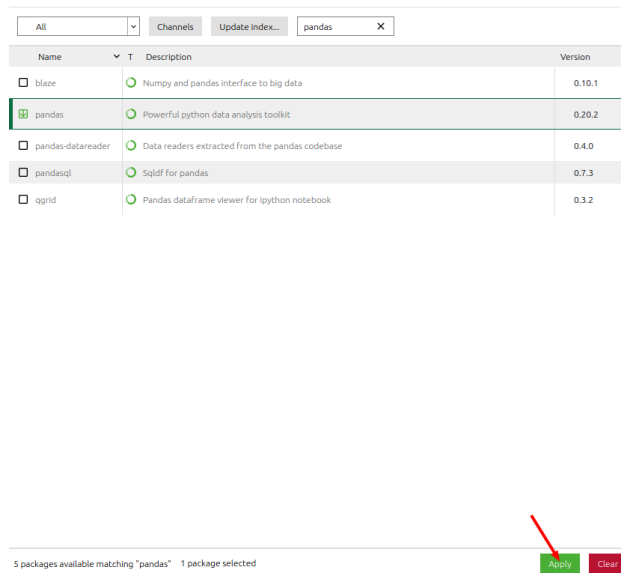 All Channels Update index... pandas
Name T Description Version
blaze Numpy and pandas interface to big data 0.10.1
pandas Powerful python data analysis toolkit 0.20.2
pandas-datareader Data readers extracted from the pandas codebase 0.4.0
pandasql Sqldf for pandas 0.7.3
qgrid Pandas dataframe viewer for ipython notebook 0.3.2
5 packages available matching "pandas" 1 package selected Apply Clear